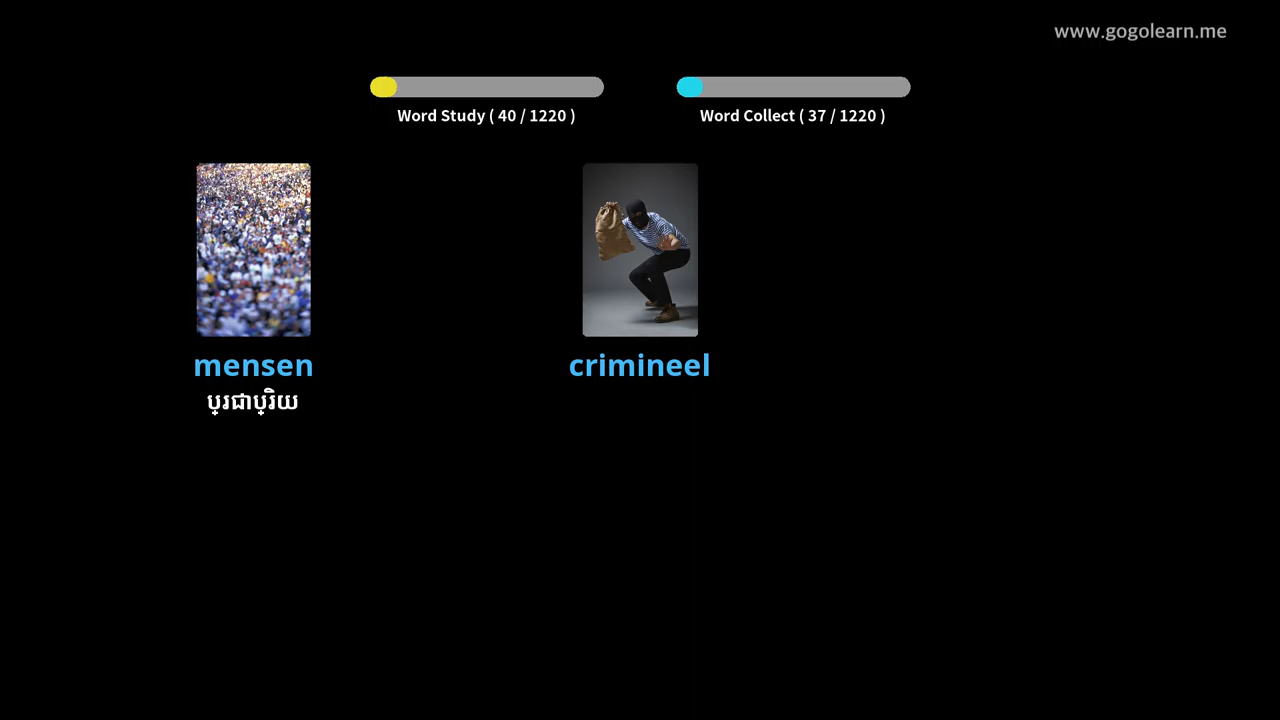 www.gogolearn.me
Word Study ( 40 / 1220 )
Word Collect ( 37 / 1220 )
mensen
crimineel
ប្រជាប្រិយ